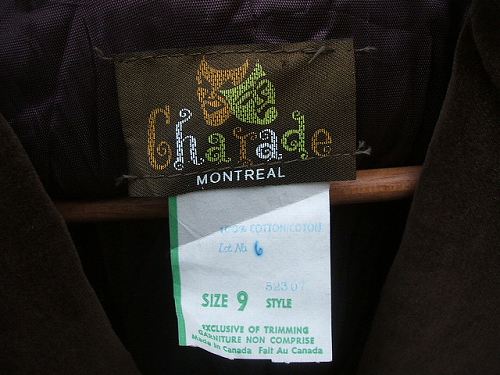 Charade
MONTREAL
100% COTTON/COTON
Lot No 6
52307
SIZE 9 STYLE
EXCLUSIVE OF TRIMMING
GARNITURE NON COMPRISE
Made in Canada Fait Au Canada